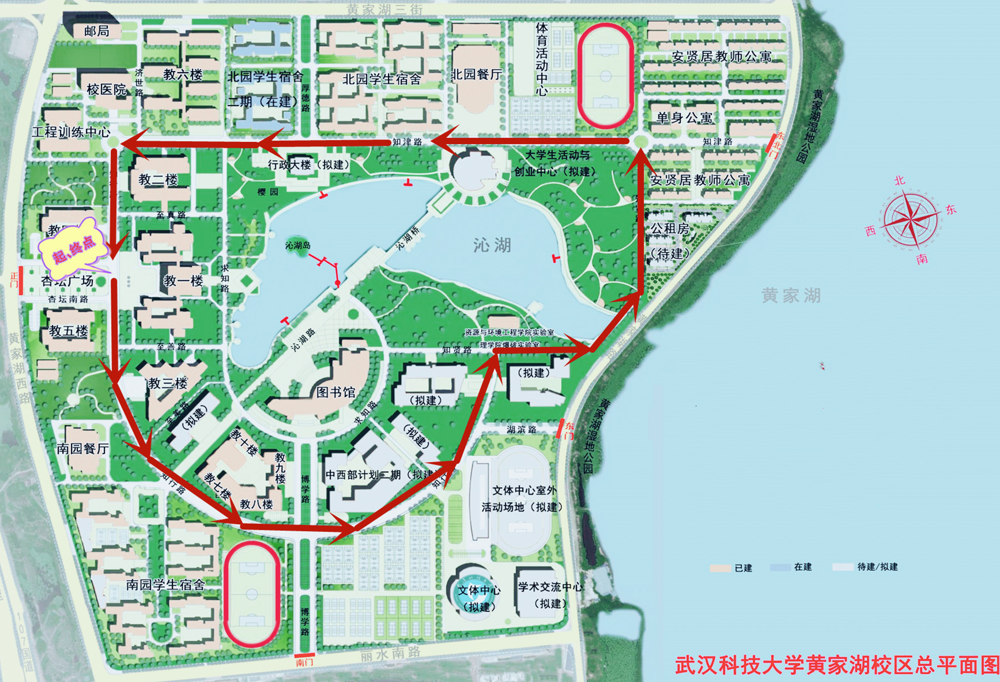 黄家湖三街
邮局
体育活动中心
安贤居教师公寓
济世路
教六楼
北园学生宿舍
二期（在建）
厚德路
北园学生宿舍
北园餐厅
校医院
黄家湖湿地公园
单身公寓
工程训练中心
知津路
知津路
东北门
行政大楼（拟建）
大学生活动与
创业中心（拟建）
教二楼
安贤居教师公寓
樱园
北
东
西
南
至真路
公租房
（待建）
起、终点
沁湖岛
沁湖桥
沁湖
正门
杏坛广场
教一楼
求知路
黄家湖
杏坛南路
教五楼
沁湖路
资源与环境工程学院实验室
理学院爆破实验室
至善路
知贤路
黄家湖西路
教三楼
图书馆
（拟建）
（拟建）
至美路
（拟建）
求知路
（拟建）
黄家湖湿地公园
湖滨路
东门
南园餐厅
教十楼
教九楼
教七楼
教八楼
知行路
博学路
中西部计划二期（拟建
文体中心室外
活动场地（拟建）
已建
在建
待建/拟建
南园学生宿舍
文体中心
（拟建）
学术交流中心
（拟建）
博学路
107国道
南门
丽水南路
武汉科技大学黄家湖校区总平面图